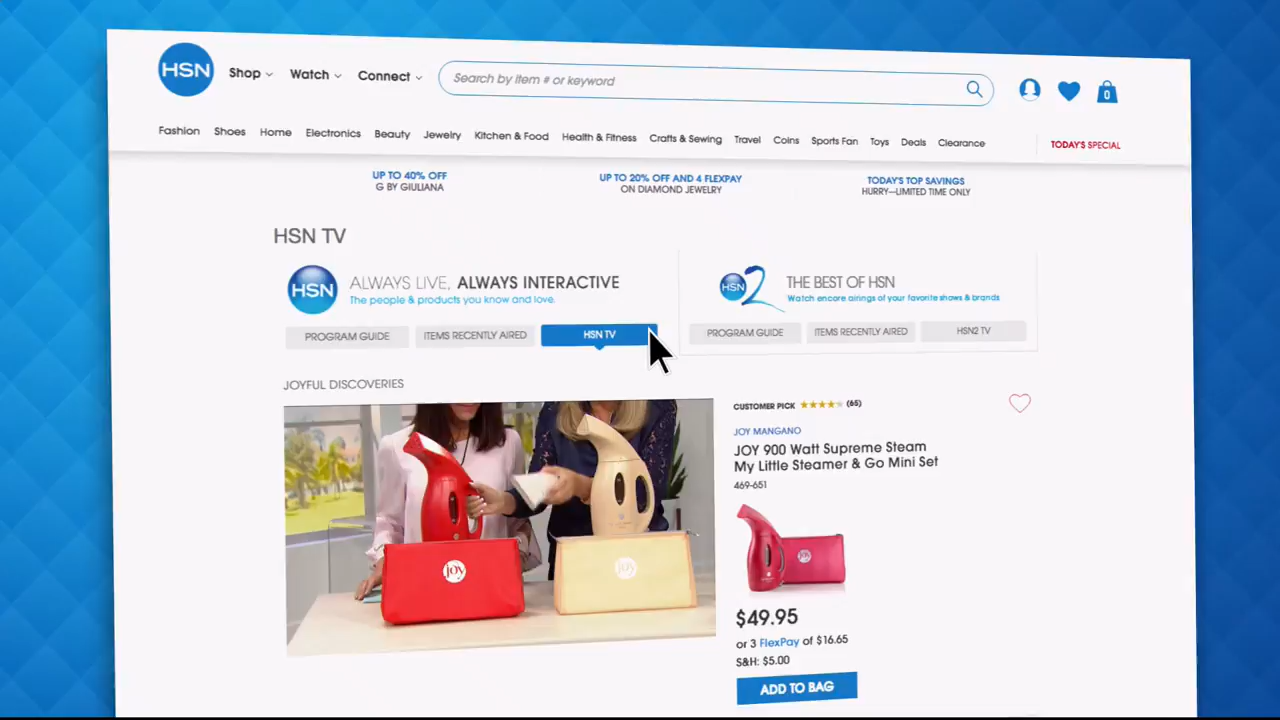 HSN
Shop
Watch
Connect
Search by item # or keyword
0
Fashion
Shoes
Home
Electronics
Beauty
Jewelry
Kitchen & Food
Health & Fitness
Crafts & Sewing
Travel
Coins
Sports Fan
Toys
Deals
Clearance
TODAY'S SPECIAL
UP TO 40% OFF
G BY GIULIANA
UP TO 20% OFF AND 4 FLEXPAY
ON DIAMOND JEWELRY
TODAY'S TOP SAVINGS
HURRY—LIMITED TIME ONLY
HSN TV
HSN
ALWAYS LIVE, ALWAYS INTERACTIVE
The people & products you know and love.
PROGRAM GUIDE
ITEMS RECENTLY AIRED
HSN TV
HSN2
THE BEST OF HSN
Watch encore airings of your favorite shows & brands
PROGRAM GUIDE
ITEMS RECENTLY AIRED
HSN2 TV
JOYFUL DISCOVERIES
joy
joy
CUSTOMER PICK
(65)
JOY MANGANO
JOY 900 Watt Supreme Steam
My Little Steamer & Go Mini Set
469-651
joy
$49.95
or 3 FlexPay of $16.65
S&H: $5.00
ADD TO BAG